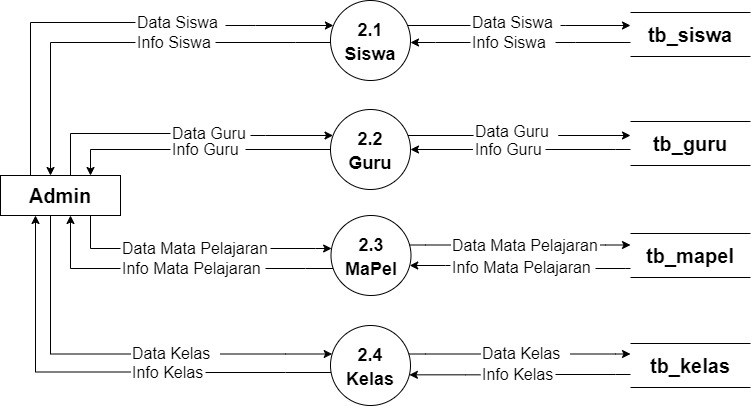 Data Siswa
Info Siswa
2.1
Siswa
Data Siswa
Info Siswa
tb_siswa
Data Guru
Info Guru
2.2
Guru
Data Guru
Info Guru
tb_guru
Admin
Data Mata Pelajaran
Info Mata Pelajaran
2.3
MaPel
Data Mata Pelajaran
Info Mata Pelajaran
tb_mapel
Data Kelas
Info Kelas
2.4
Kelas
Data Kelas
Info Kelas
tb_kelas